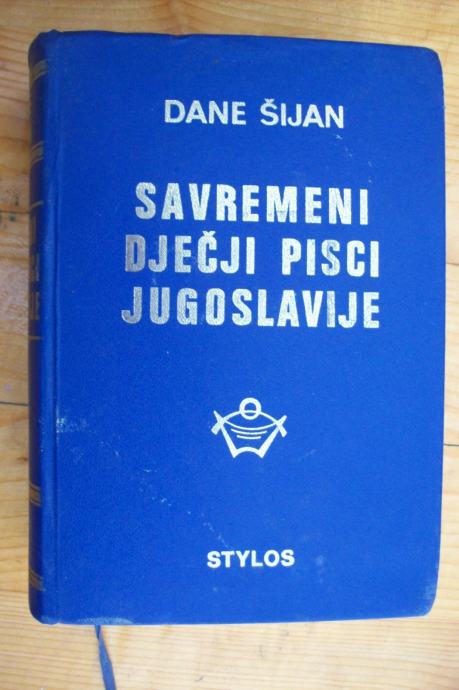 DANE ŠIJAN
SAVREMENI
DJEČJI PISCI
JUGOSLAVIJE
STYLOS